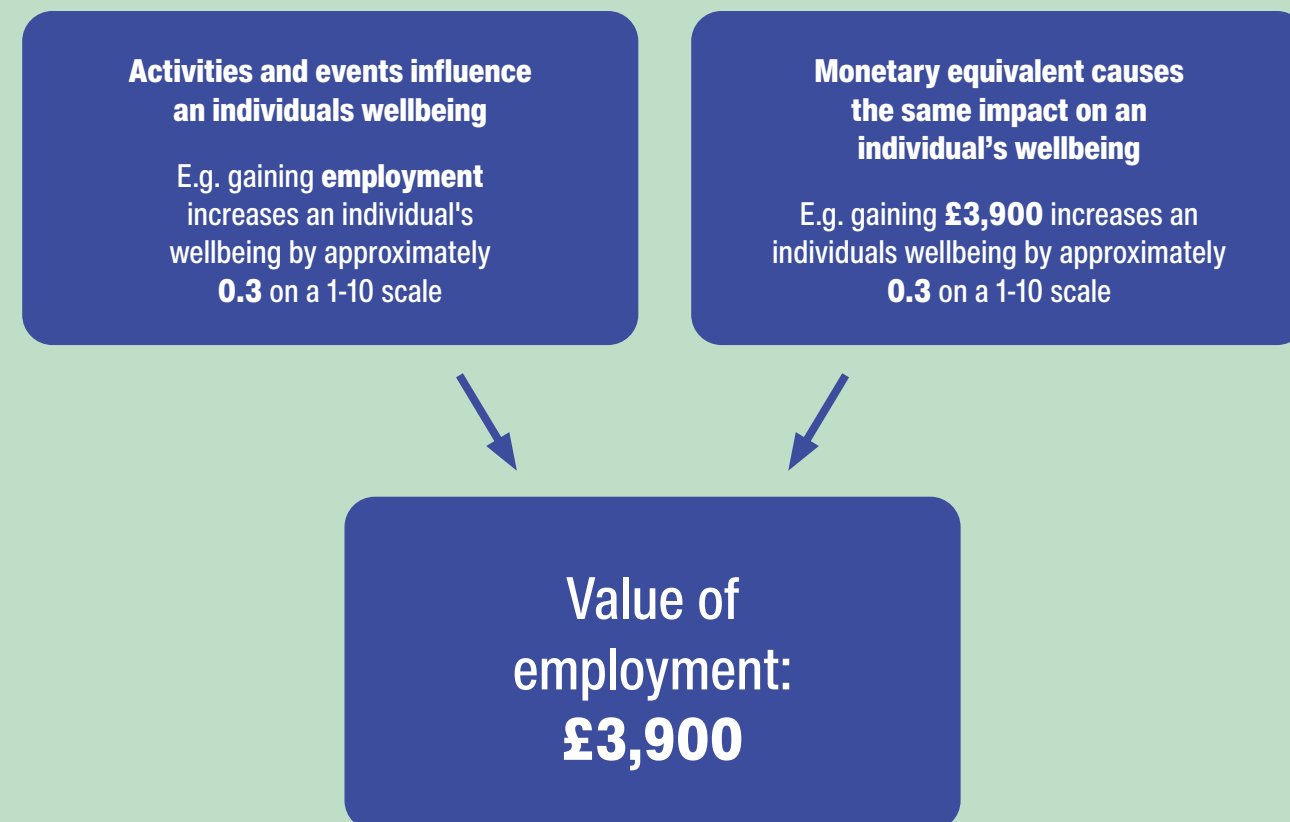 Activities and events influence
an individuals wellbeing
E.g. gaining employment
increases an individual's
wellbeing by approximately
0.3 on a 1-10 scale
Monetary equivalent causes
the same impact on an
individual’s wellbeing
E.g. gaining £3,900 increases an
individuals wellbeing by approximately
0.3 on a 1-10 scale
Value of
employment:
£3,900